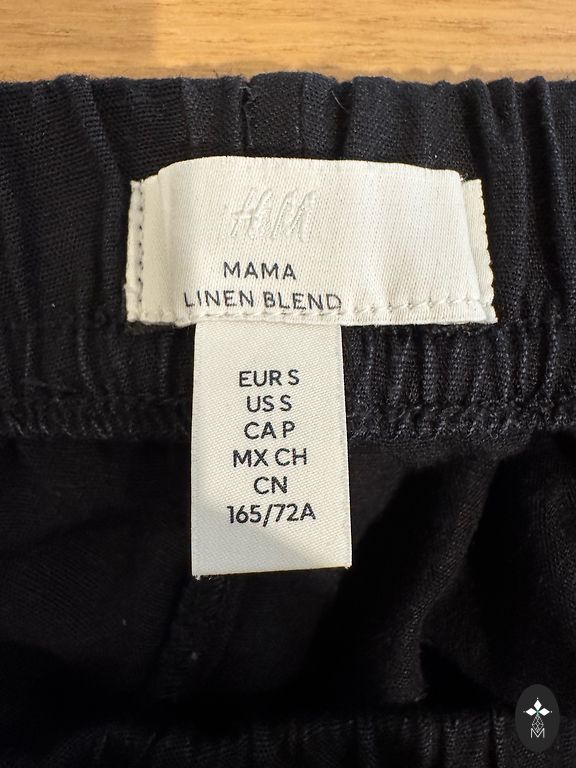 H&M
MAMA
LINEN BLEND
EUR S
US S
CA P
MX CH
CN
165/72A
M